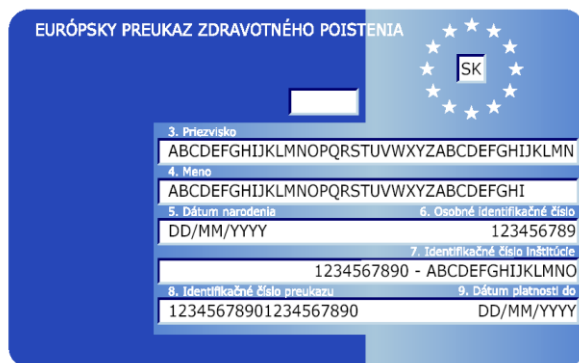 EURÓPSKY PREUKAZ ZDRAVOTNÉHO POISTENIA
SK
3. Priezvisko
ABCDEFGHIJKLMNOPQRSTUVWXYZABCDEFGHIJKLMN
4. Meno
ABCDEFGHIJKLMNOPQRSTUVWXYZABCDEFGHI
5. Dátum narodenia 6. Osobné identifikačné číslo
DD/MM/YYYY 123456789
7. Identifikačné číslo inštitúcie
1234567890 - ABCDEFGHIJKLMNO
8. Identifikačné číslo preukazu 9. Dátum platnosti do
12345678901234567890 DD/MM/YYYY